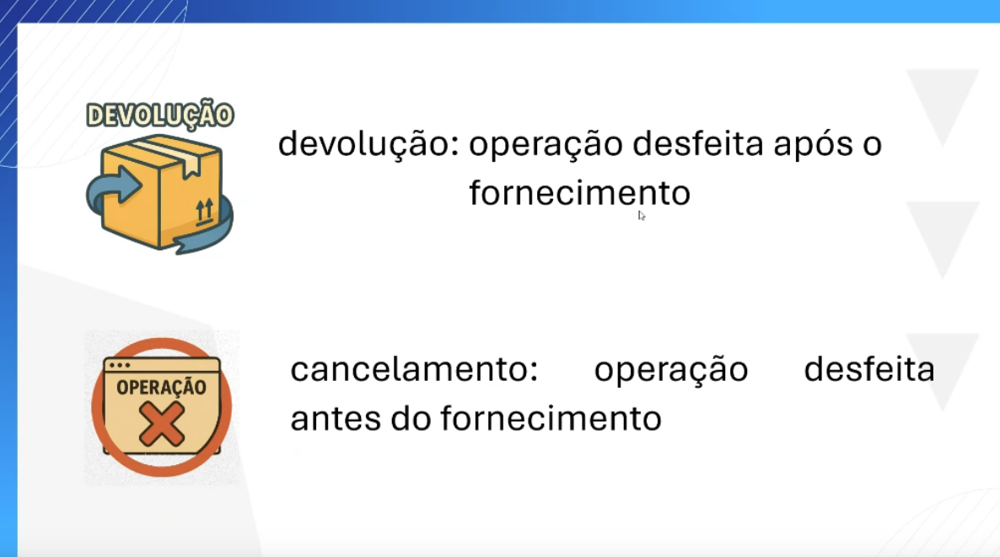 DEVOLUÇÃO
devolução: operação desfeita após o
fornecimento
OPERAÇÃO
cancelamento: operação desfeita
antes do fornecimento